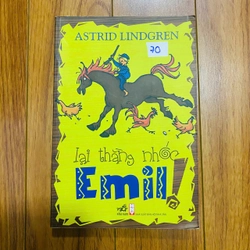 ASTRID LINDGREN
70
Lại thằng nhóc
Emil!